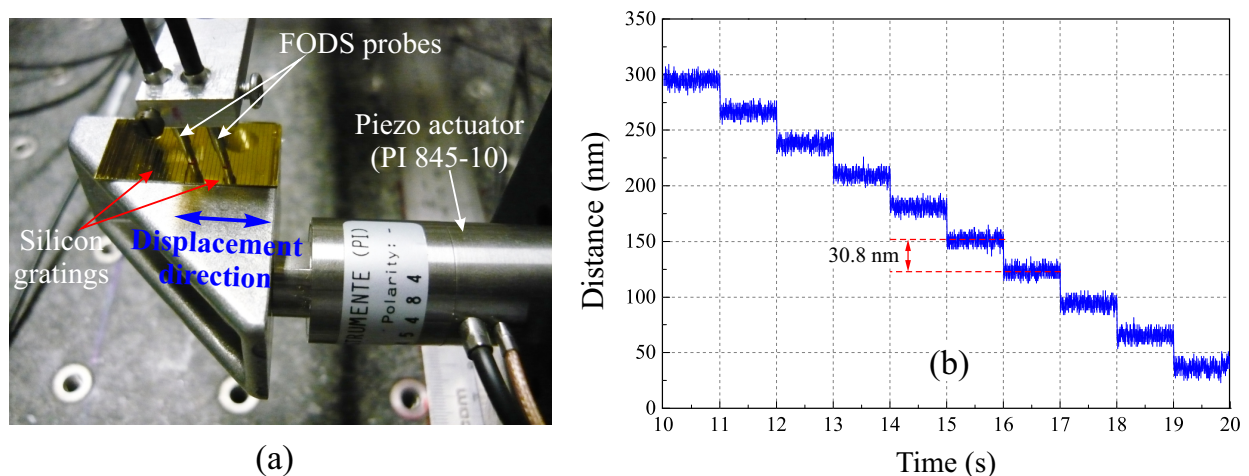 FODS probes
Piezo actuator
(PI 845-10)
Silicon
gratings
Displacement
direction
TRUMENTE (PI)
Polarity: -
5 4 8 4
com
(a)
Distance (nm)
350
300
250
200
150
100
50
0
30.8 nm
(b)
10 11 12 13 14 15 16 17 18 19 20
Time (s)